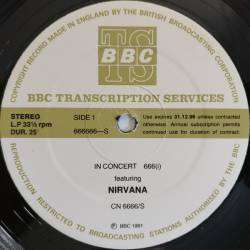 COPYRIGHT RECORD MADE IN ENGLAND BY THE BRITISH BROADCASTING CORPORATION
TS
BBC
BBC TRANSCRIPTION SERVICES
STEREO
L.P 33⅓ rpm
DUR. 25'
SIDE 1
666666—S
Use expires 31.12.96 unless contracted
otherwise. Annual subscription permits
continued use for duration of contract.
IN CONCERT 666(i)
featuring
NIRVANA
CN 6666/S
℗ BBC 1991
REPRODUCTION RESTRICTED TO BROADCASTING STATIONS AUTHORISED BY THE BBC